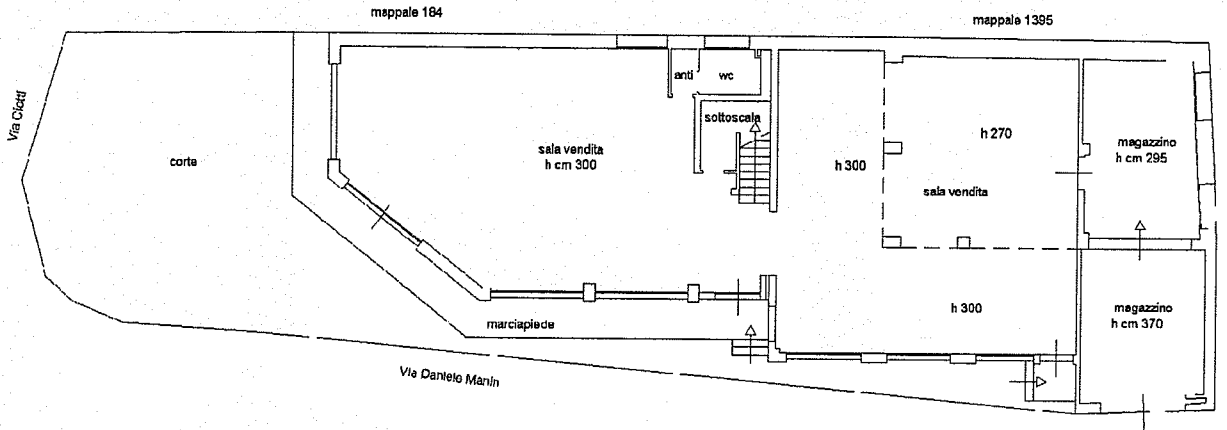 mappale 184
mappale 1395
Via Ciotti
corte
sala vendita
h cm 300
anti
wc
sottoscala
h 300
h 270
sala vendita
magazzino
h cm 295
h 300
magazzino
h cm 370
marciapiede
Via Daniele Manin